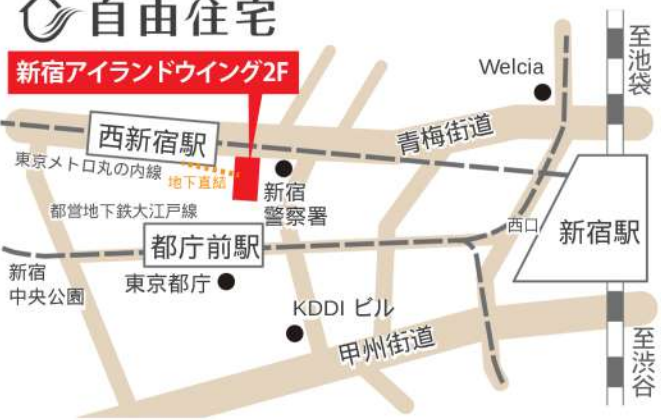 自由住宅
新宿アイランドウイング2F
至池袋
Welcia
青梅街道
西新宿駅
東京メトロ丸の内線
地下直結
新宿
警察署
都営地下鉄大江戸線
西口
新宿駅
都庁前駅
新宿
中央公園
東京都庁
KDDI ビル
甲州街道
至渋谷